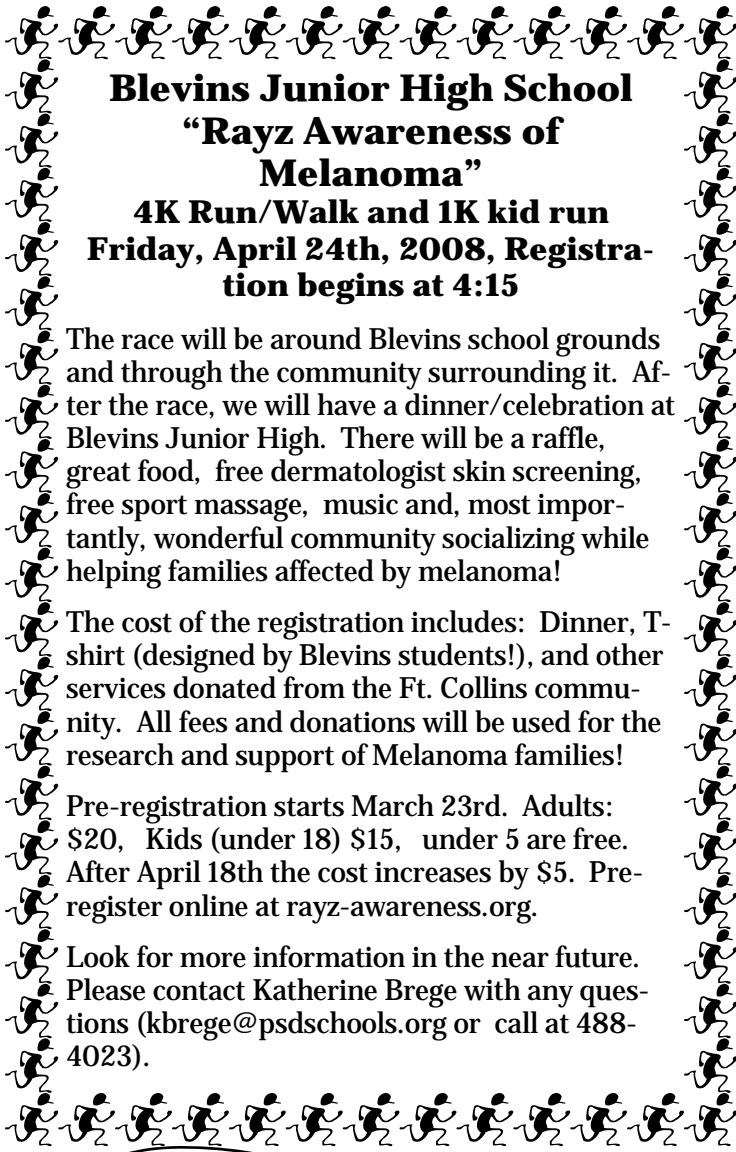 Blevins Junior High School
“Rayz Awareness of
Melanoma”
4K Run/Walk and 1K kid run
Friday, April 24th, 2008, Registra-
tion begins at 4:15
The race will be around Blevins school grounds
and through the community surrounding it.  Af-
ter the race, we will have a dinner/celebration at
Blevins Junior High.  There will be a raffle,
great food,  free dermatologist skin screening,
free sport massage,  music and, most impor-
tantly, wonderful community socializing while
helping families affected by melanoma!
The cost of the registration includes:  Dinner, T-
shirt (designed by Blevins students!), and other
services donated from the Ft. Collins commu-
nity.  All fees and donations will be used for the
research and support of Melanoma families!
Pre-registration starts March 23rd.  Adults:
$20,   Kids (under 18) $15,   under 5 are free.
After April 18th the cost increases by $5.  Pre-
register online at rayz-awareness.org.
Look for more information in the near future.
Please contact Katherine Brege with any ques-
tions (kbrege@psdschools.org or  call at 488-
4023).